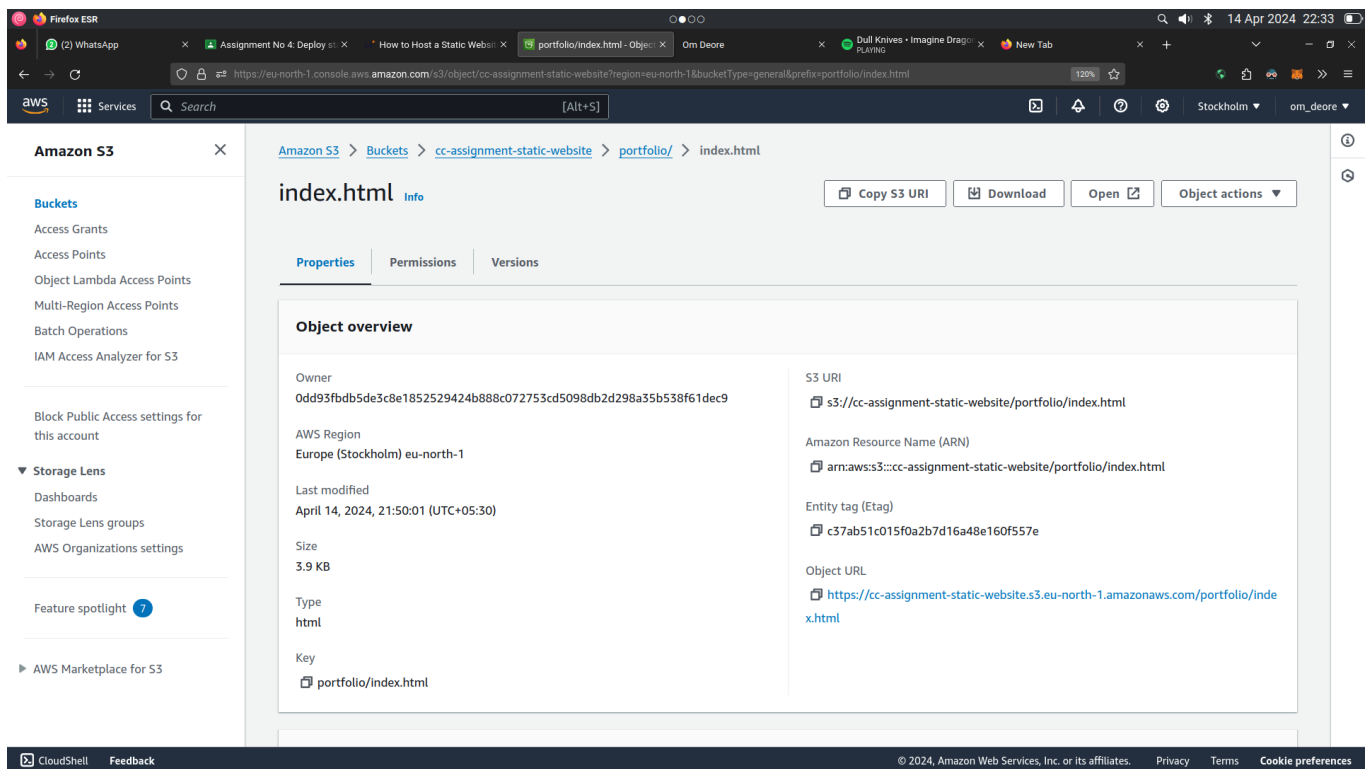 Firefox ESR
14 Apr 2024 22:33
(2) WhatsApp
Assignment No 4: Deploy st
How to Host a Static Websit
portfolio/index.html - Object
Om Deore
Dull Knives • Imagine Dragon
PLAYING
New Tab
https://eu-north-1.console.aws.amazon.com/s3/object/cc-assignment-static-website?region=eu-north-1&bucketType=general&prefix=portfolio/index.html
120%
aws
Services
Search
[Alt+S]
Stockholm
om_deore
Amazon S3
Buckets
Access Grants
Access Points
Object Lambda Access Points
Multi-Region Access Points
Batch Operations
IAM Access Analyzer for S3
Block Public Access settings for
this account
Storage Lens
Dashboards
Storage Lens groups
AWS Organizations settings
Feature spotlight 7
AWS Marketplace for S3
Amazon S3 > Buckets > cc-assignment-static-website > portfolio/ > index.html
index.html Info
Copy S3 URI
Download
Open
Object actions
Properties
Permissions
Versions
Object overview
Owner
0dd93fbdb5de3c8e1852529424b888c072753cd5098db2d298a35b538f61dec9
AWS Region
Europe (Stockholm) eu-north-1
Last modified
April 14, 2024, 21:50:01 (UTC+05:30)
Size
3.9 KB
Type
html
Key
portfolio/index.html
S3 URI
s3://cc-assignment-static-website/portfolio/index.html
Amazon Resource Name (ARN)
arn:aws:s3:::cc-assignment-static-website/portfolio/index.html
Entity tag (Etag)
c37ab51c015f0a2b7d16a48e160f557e
Object URL
https://cc-assignment-static-website.s3.eu-north-1.amazonaws.com/portfolio/inde
x.html
CloudShell
Feedback
© 2024, Amazon Web Services, Inc. or its affiliates.
Privacy
Terms
Cookie preferences